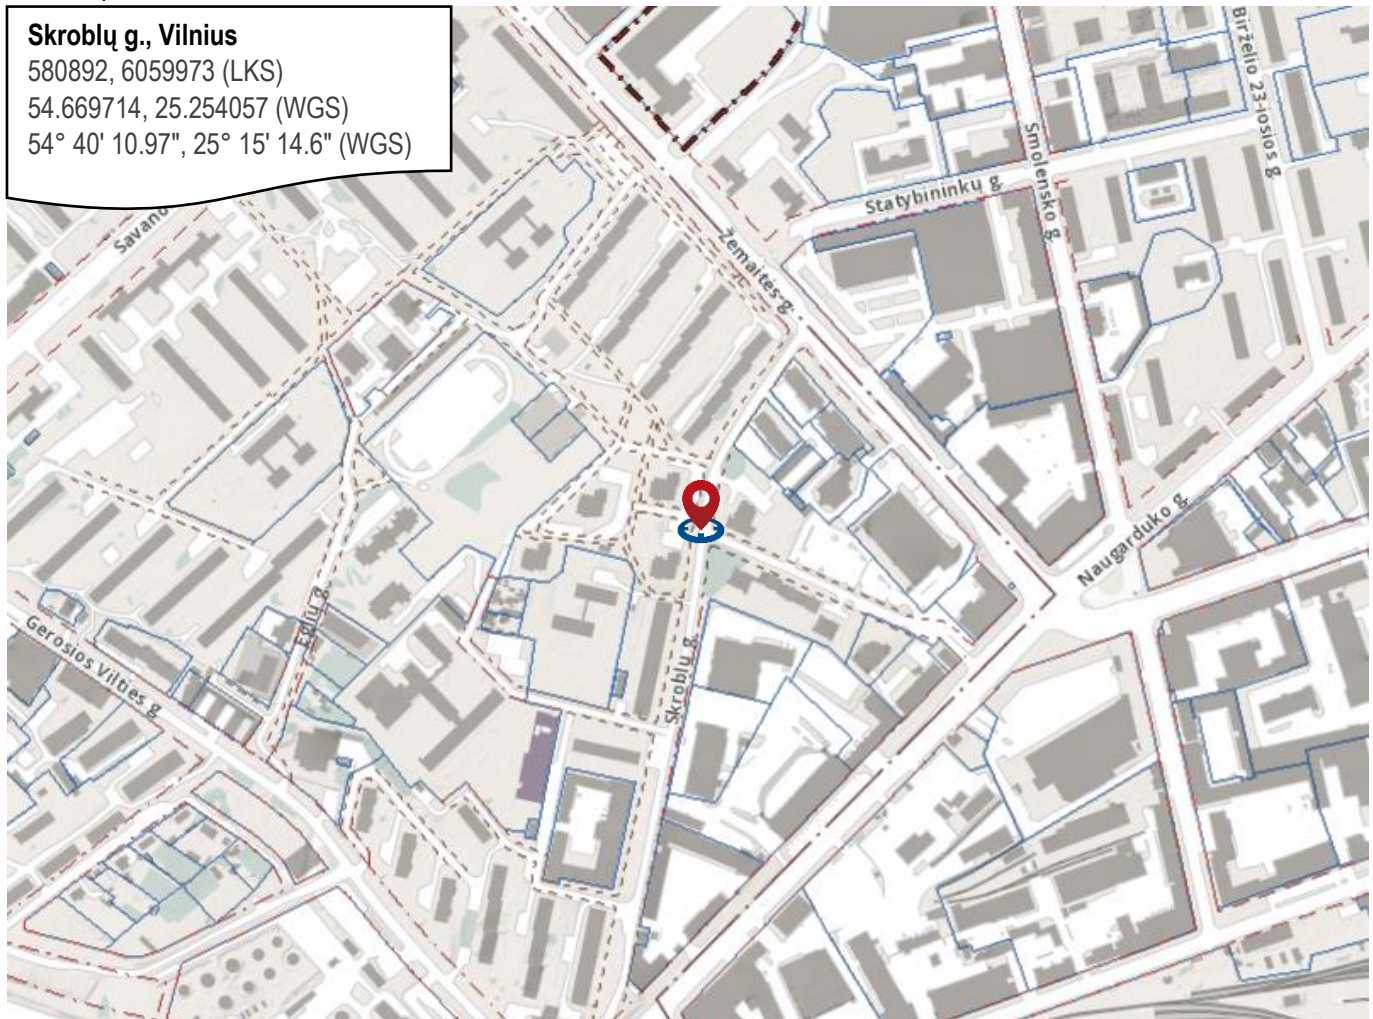 Skroblų g., Vilnius
580892, 6059973 (LKS)
54.669714, 25.254057 (WGS)
54° 40' 10.97", 25° 15' 14.6" (WGS)
Birželio 23-iosios g
Smolensko g.
Statybininkų g.
Savano
Žemaitės g.
Naugarduko g.
Eglių g.
Gerosios Vilties g.
Skroblų g.